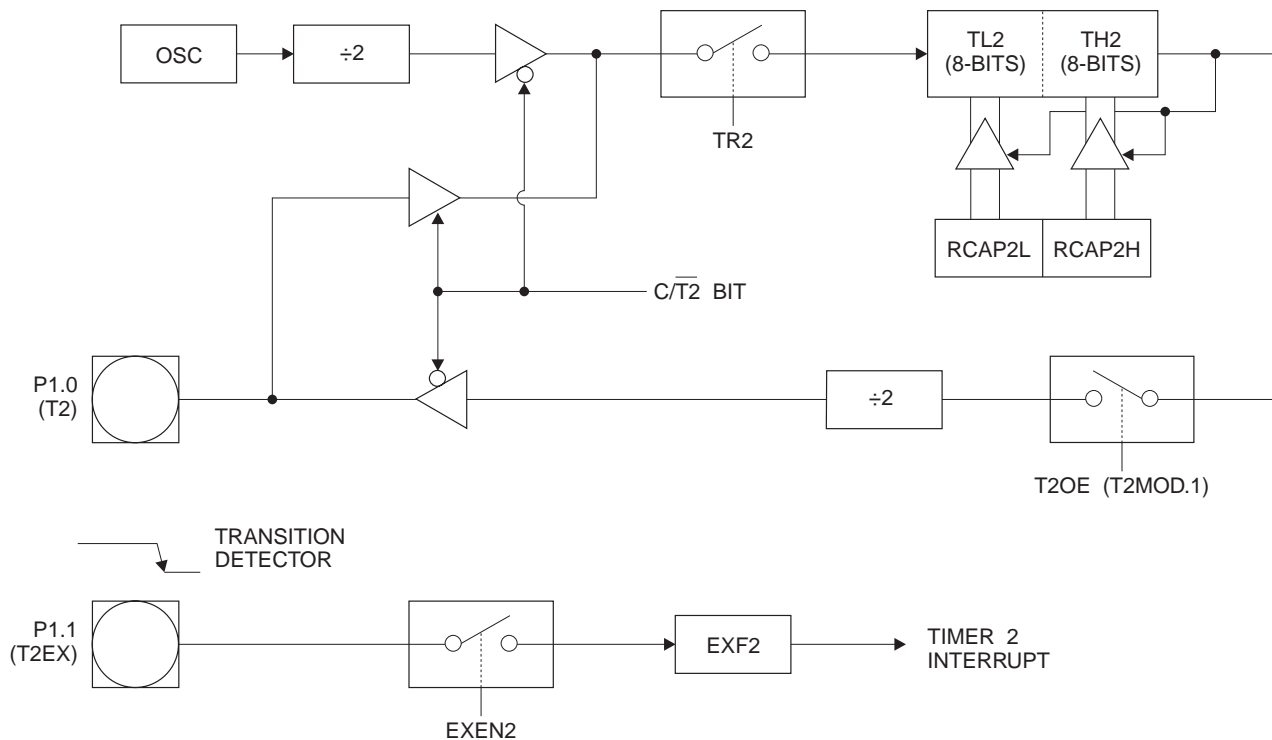 OSC
÷2
TR2
TL2
(8-BITS)
TH2
(8-BITS)
RCAP2L
RCAP2H
C/T2 BIT
P1.0
(T2)
÷2
T2OE (T2MOD.1)
TRANSITION
DETECTOR
P1.1
(T2EX)
EXEN2
EXF2
TIMER 2
INTERRUPT